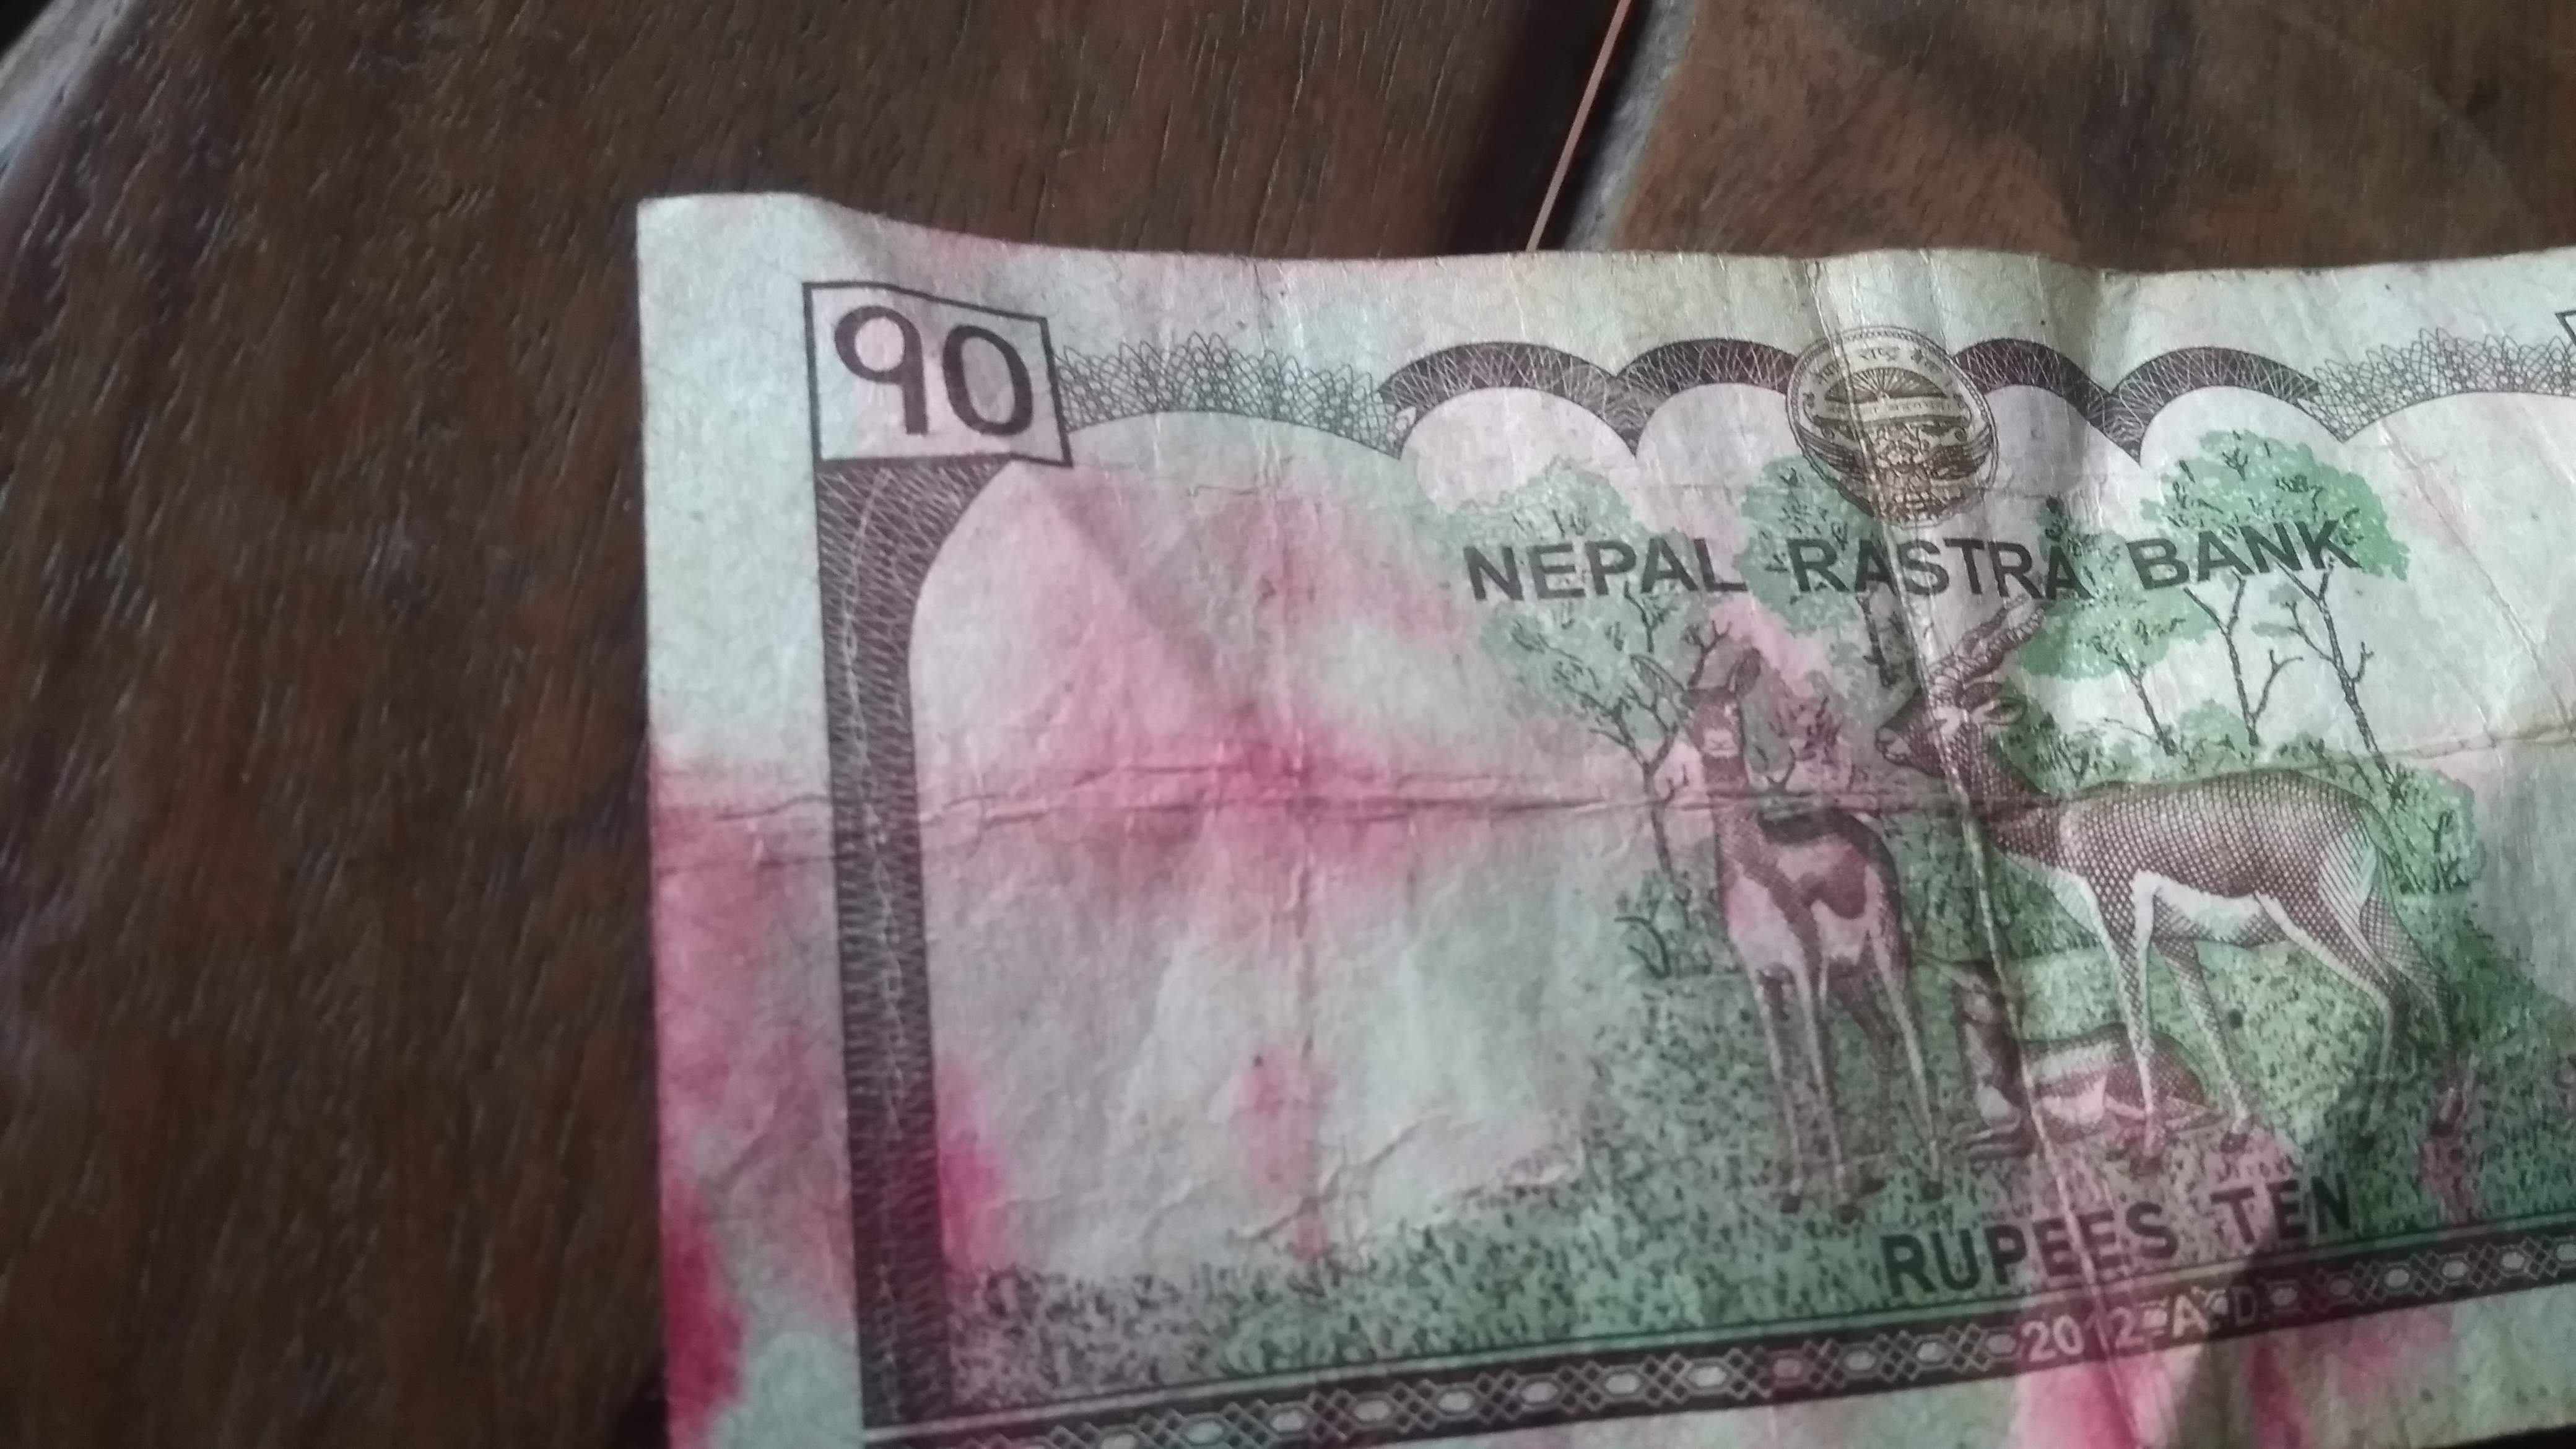 १०
NEPAL RASTRA BANK
RUPEES TEN
2012 A.D.